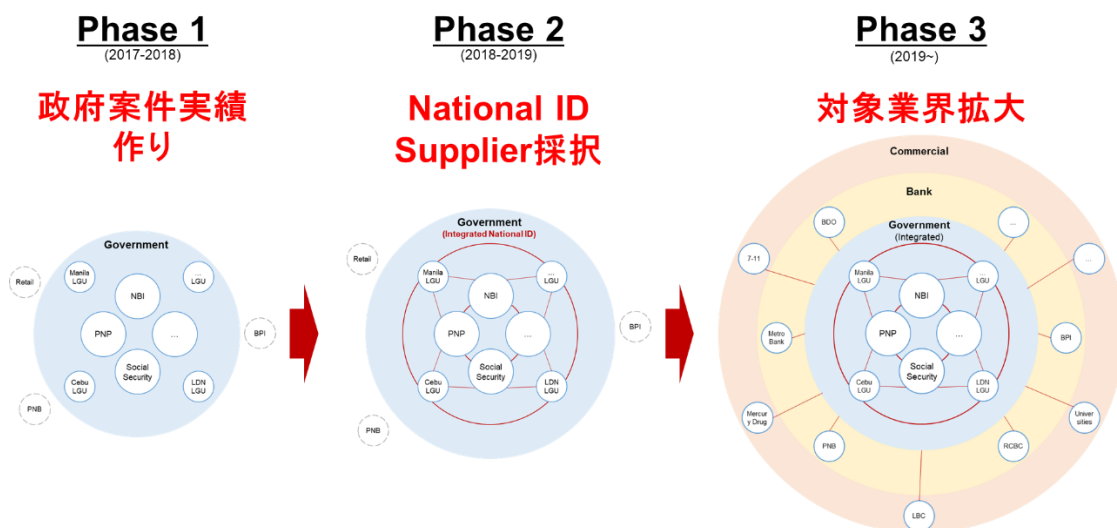 Phase 1
(2017-2018)
政府案件実績
作り
Government
Retail
Manila
LGU
...
LGU
NBI
PNP
...
BPI
Social
Security
Cebu
LGU
LDN
LGU
PNB
Phase 2
(2018-2019)
National ID
Supplier採択
Government
(Integrated National ID)
Retail
Manila
LGU
...
LGU
NBI
PNP
...
BPI
Social
Security
Cebu
LGU
LDN
LGU
PNB
Phase 3
(2019~)
対象業界拡大
Commercial
Bank
BDO
...
Government
(Integrated)
7-11
...
Manila
LGU
...
LGU
NBI
Metro
Bank
PNP
...
BPI
Social
Security
Cebu
LGU
LDN
LGU
Mercur
y Drug
Univer
sities
PNB
RCBC
LBC